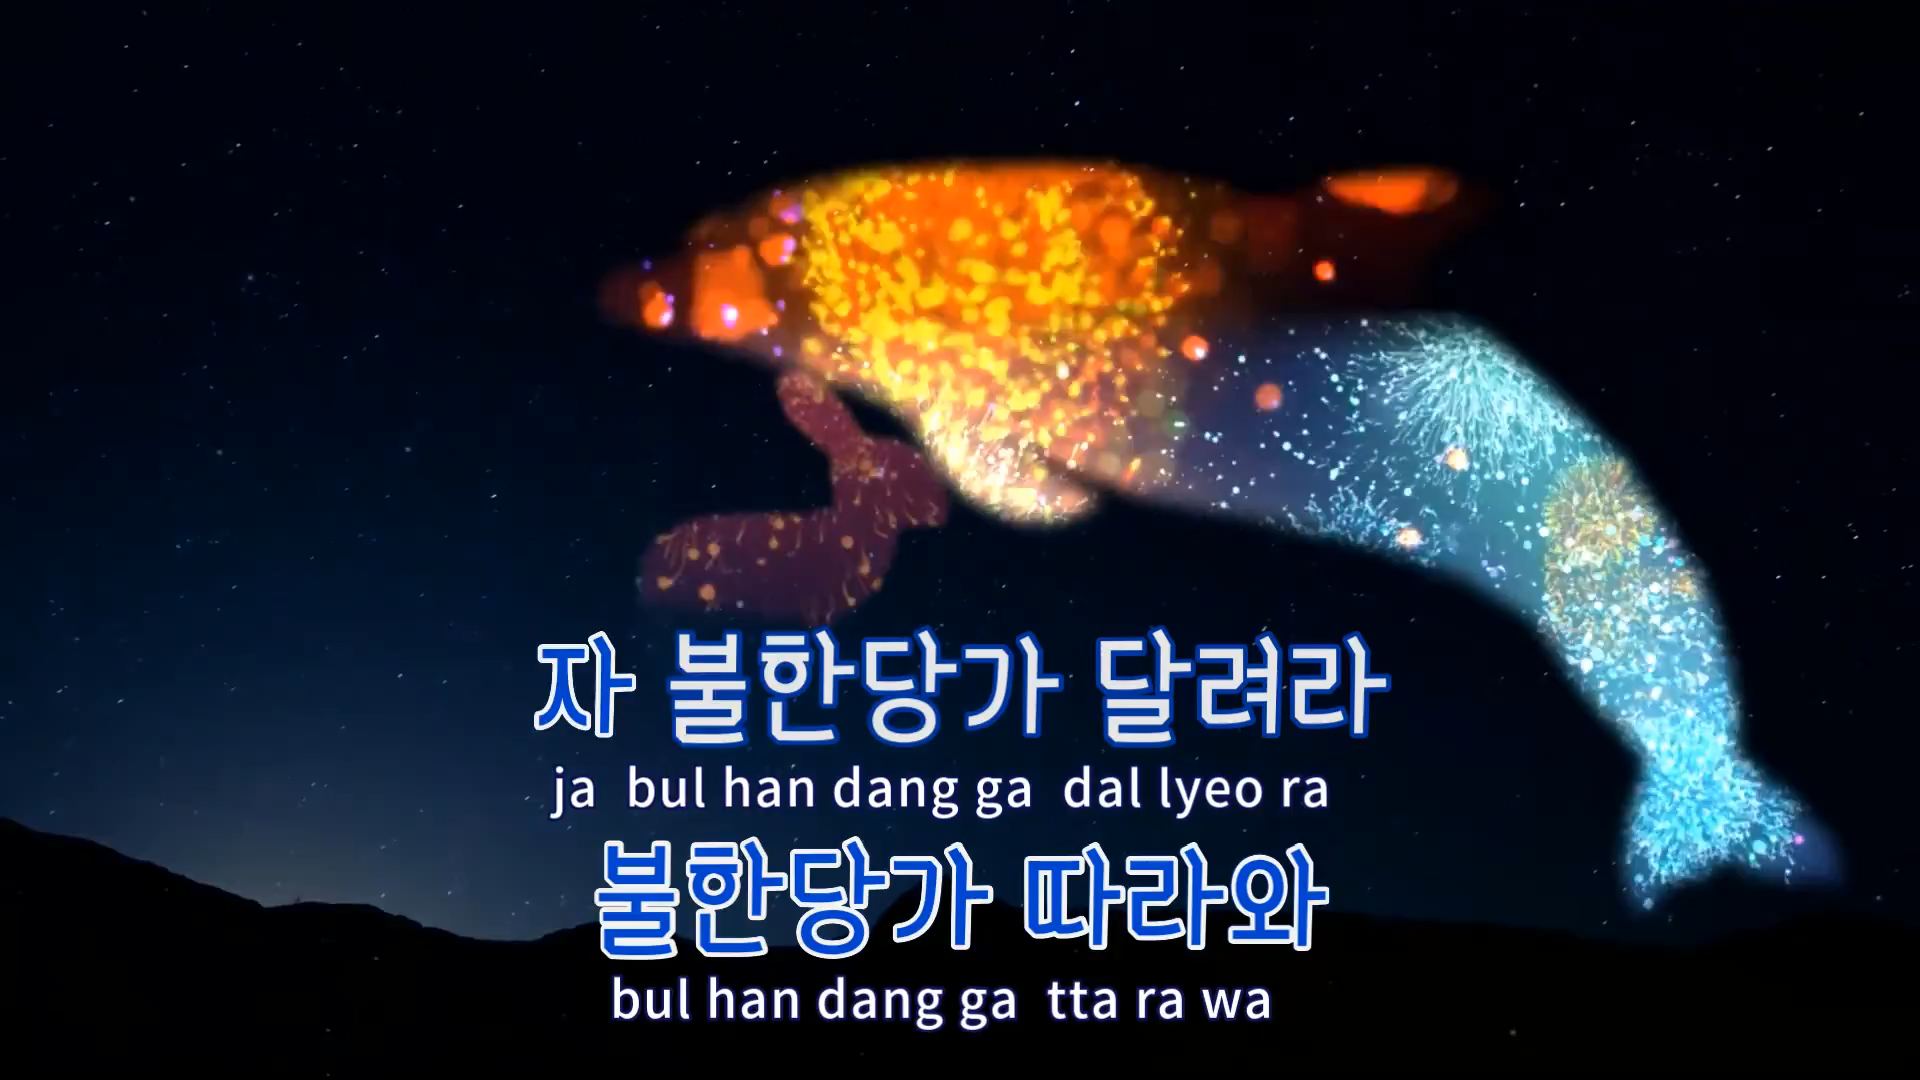 자 불한당가 달려라
ja bul han dang ga dal lyeo ra
불한당가 따라와
bul han dang ga tta ra wa